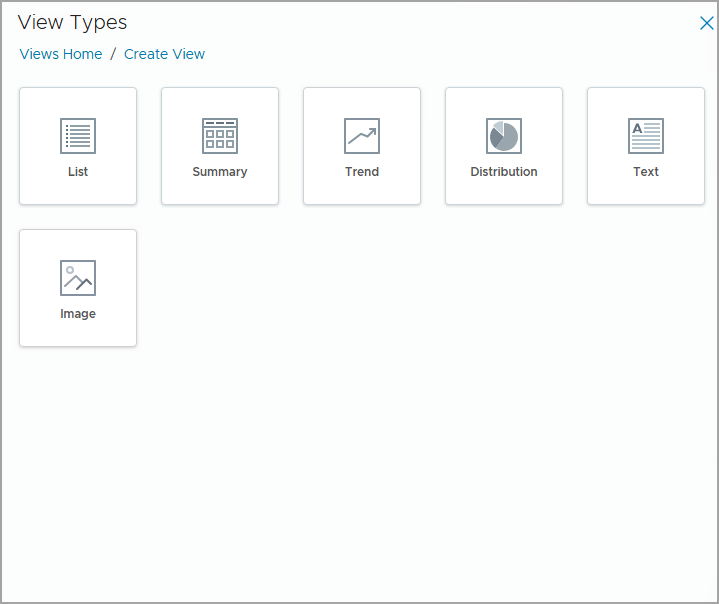 View Types
Views Home / Create View
List Summary Trend Distribution Text
Image